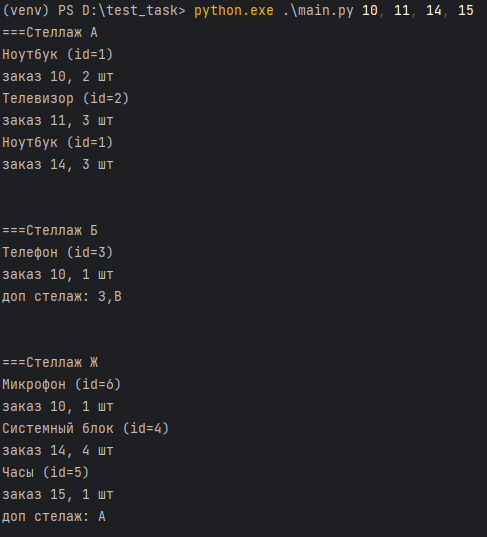 (venv) PS D:\test_task> python.exe .\main.py 10, 11, 14, 15
===Стеллаж А
Ноутбук (id=1)
заказ 10, 2 шт
Телевизор (id=2)
заказ 11, 3 шт
Ноутбук (id=1)
заказ 14, 3 шт
===Стеллаж Б
Телефон (id=3)
заказ 10, 1 шт
доп стелаж: З,В
===Стеллаж Ж
Микрофон (id=6)
заказ 10, 1 шт
Системный блок (id=4)
заказ 14, 4 шт
Часы (id=5)
заказ 15, 1 шт
доп стелаж: А